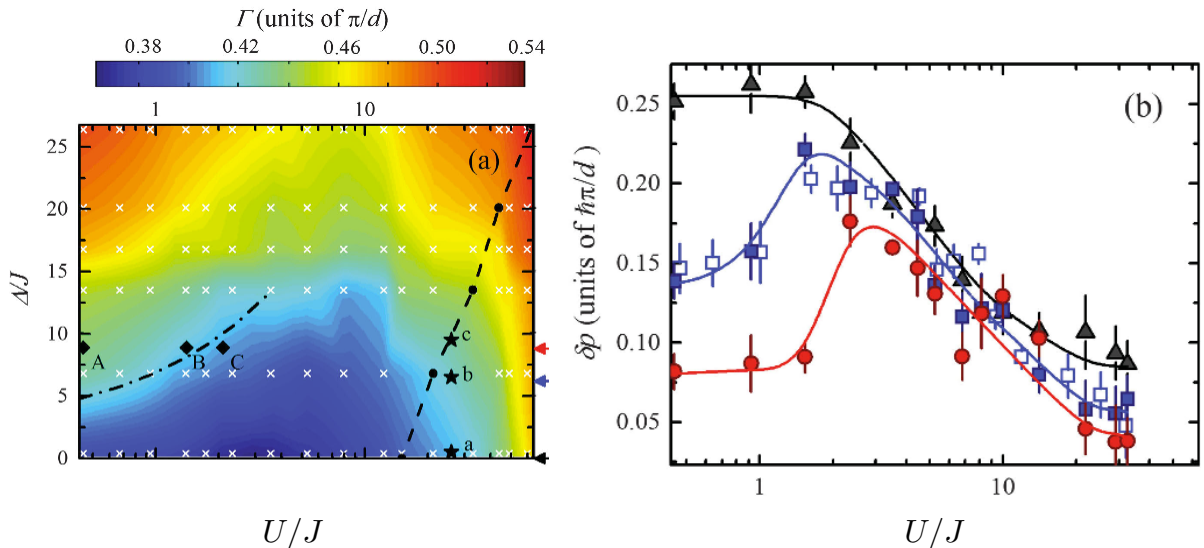 Γ (units of π/d)
0.38 0.42 0.46 0.50 0.54
1 10
(a)
25
20
15
10
5
0
Δ/J
A B C
c
b
a
U/J
(b)
0.25
0.20
0.15
0.10
0.05
δp (units of ħπ/d)
1 10
U/J